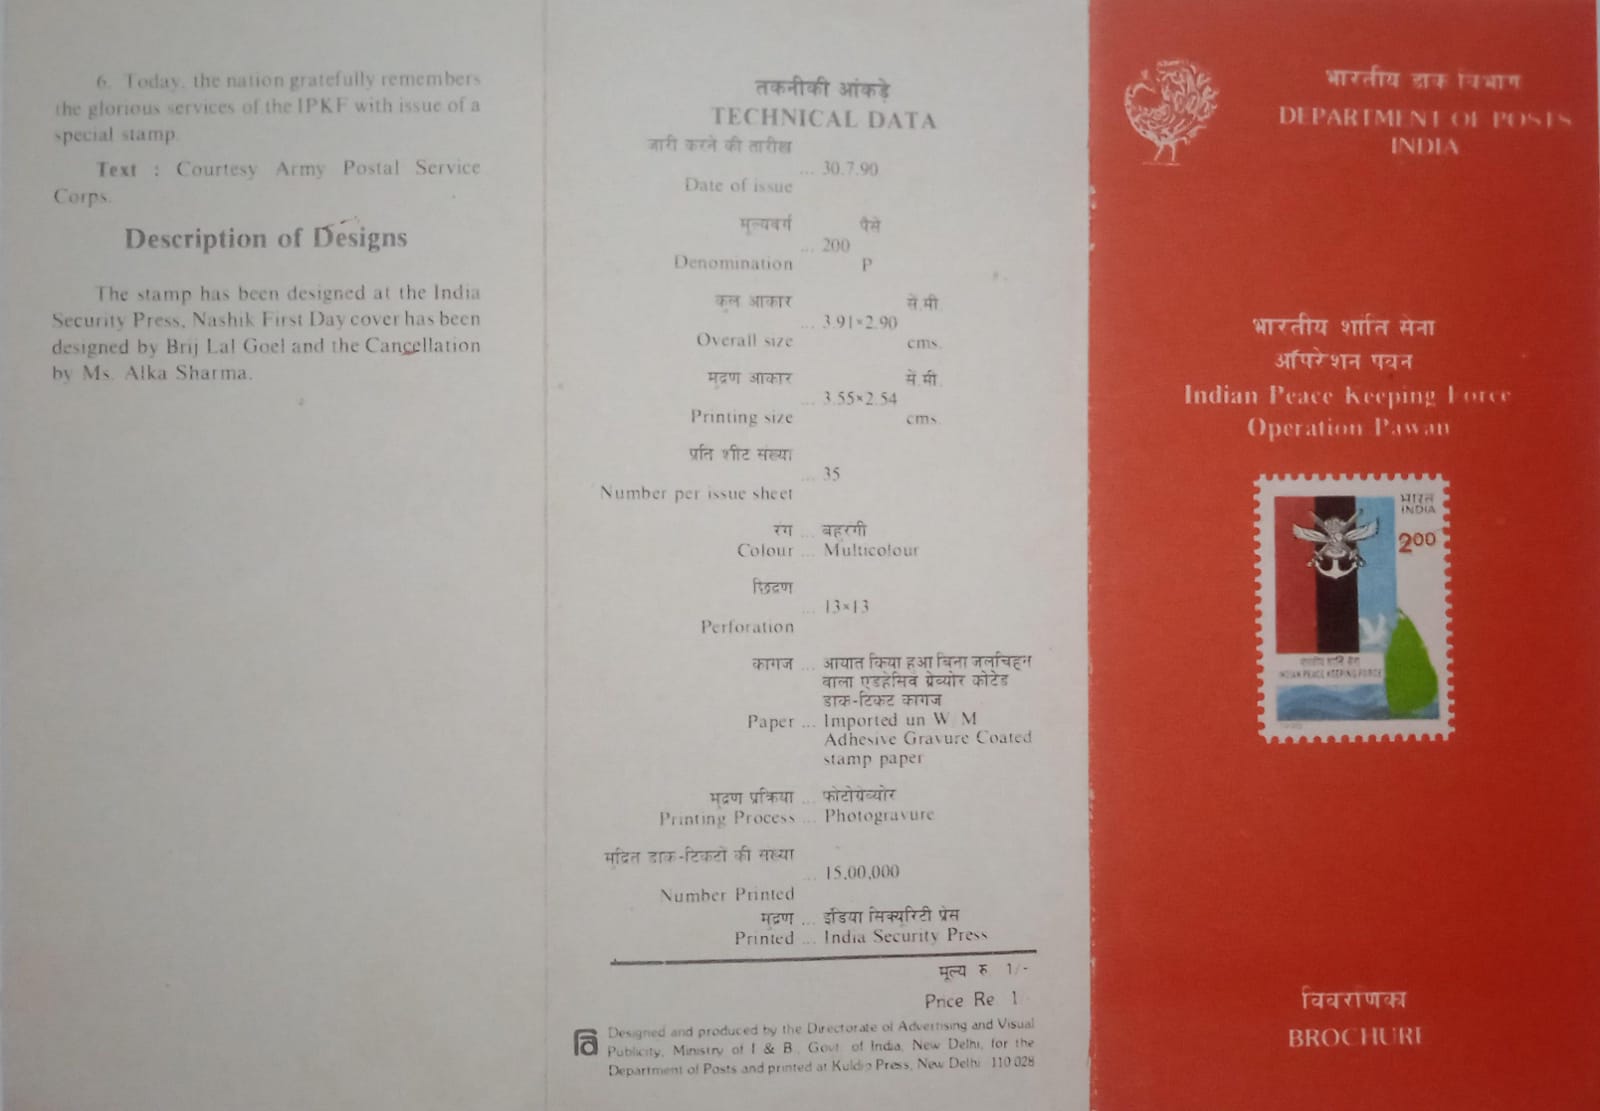 6. Today, the nation gratefully remembers
the glorious services of the IPKF with issue of a
special stamp.
Text : Courtesy Army Postal Service
Corps.
Description of Designs
The stamp has been designed at the India
Security Press, Nashik First Day cover has been
designed by Brij Lal Goel and the Cancellation
by Ms. Alka Sharma.
तकनीकी आंकड़े
TECHNICAL DATA
जारी करने की तारीख
... 30.7.90
Date of issue
मूल्यवर्ग पैसे
... 200
Denomination P
कुल आकार सें.मी.
... 3.91×2.90
Overall size cms.
मुद्रण आकार सें.मी.
... 3.55×2.54
Printing size cms.
प्रति शीट संख्या
... 35
Number per issue sheet
रंग ... बहुरंगी
Colour ... Multicolour
छिद्रण
... 13×13
Perforation
कागज ... आयात किया हुआ बिना जलचिहन
वाला एडहेसिव ग्रेव्योर कोटेड
डाक-टिकट कागज
Paper ... Imported un W M
Adhesive Gravure Coated
stamp paper
मुद्रण प्रक्रिया ... फोटोग्रेव्योर
Printing Process ... Photogravure
मुद्रित डाक-टिकटों की संख्या
... 15,00,000
Number Printed
मुद्रण ... इंडिया सिक्यूरिटी प्रेस
Printed ... India Security Press
मूल्य रु. 1/-
Price Re 1
Designed and produced by the Directorate of Advertising and Visual
Publicity, Ministry of I & B., Govt. of India, New Delhi, for the
Department of Posts and printed at Kuldip Press, New Delhi 110 028
भारतीय डाक विभाग
DEPARTMENT OF POSTS
INDIA
भारतीय शांति सेना
ऑपरेशन पवन
Indian Peace Keeping Force
Operation Pawan
भारत
INDIA
200
भारतीय शांति सेना
INDIAN PEACE KEEPING FORCE
विवरणिका
BROCHURE